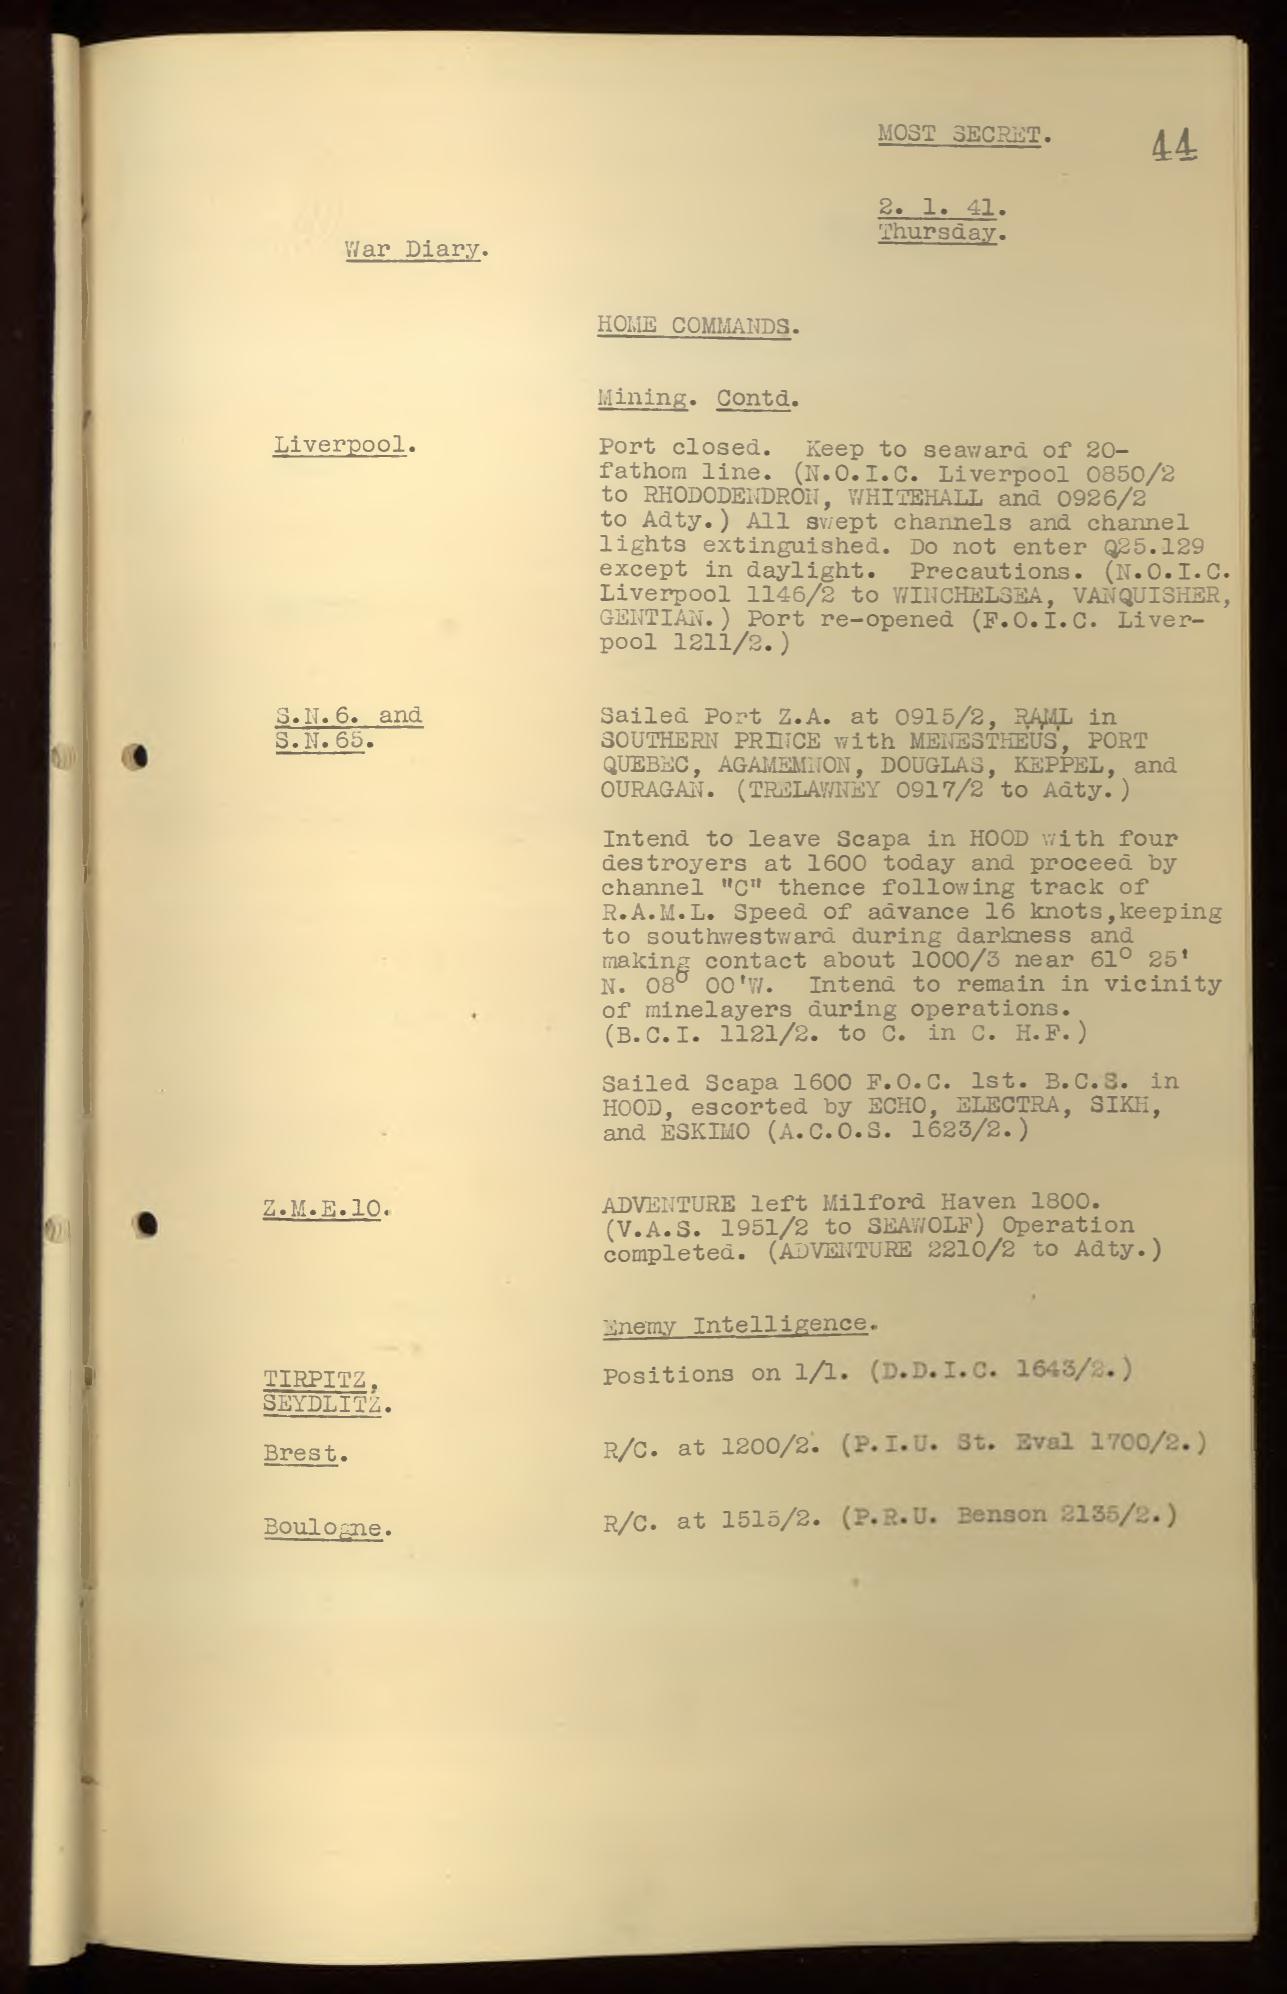 MOST SECRET.
44
2. 1. 41.
Thursday.
War Diary.
HOME COMMANDS.
Mining. Contd.
Liverpool.
Port closed. Keep to seaward of 20-
fathom line. (N.O.I.C. Liverpool 0850/2
to RHODODENDRON, WHITEHALL and 0926/2
to Adty.) All swept channels and channel
lights extinguished. Do not enter Q25.129
except in daylight. Precautions. (N.O.I.C.
Liverpool 1146/2 to WINCHELSEA, VANQUISHER,
GENTIAN.) Port re-opened (F.O.I.C. Liver-
pool 1211/2.)
S.N.6. and
S.N.65.
Sailed Port Z.A. at 0915/2, R.A.M.L in
SOUTHERN PRINCE with MENESTHEUS, PORT
QUEBEC, AGAMEMNON, DOUGLAS, KEPPEL, and
OURAGAN. (TRELAWNEY 0917/2 to Adty.)
Intend to leave Scapa in HOOD with four
destroyers at 1600 today and proceed by
channel "C" thence following track of
R.A.M.L. Speed of advance 16 knots,keeping
to southwestward during darkness and
making contact about 1000/3 near 61° 25'
N. 08° 00'W. Intend to remain in vicinity
of minelayers during operations.
(B.C.I. 1121/2. to C. in C. H.F.)
Sailed Scapa 1600 F.O.C. 1st. B.C.S. in
HOOD, escorted by ECHO, ELECTRA, SIKH,
and ESKIMO (A.C.O.S. 1623/2.)
Z.M.E.10.
ADVENTURE left Milford Haven 1800.
(V.A.S. 1951/2 to SEAWOLF) Operation
completed. (ADVENTURE 2210/2 to Adty.)
Enemy Intelligence.
TIRPITZ,
SEYDLITZ.
Positions on 1/1. (D.D.I.C. 1643/2.)
Brest.
R/C. at 1200/2. (P.I.U. St. Eval 1700/2.)
Boulogne.
R/C. at 1515/2. (P.R.U. Benson 2135/2.)